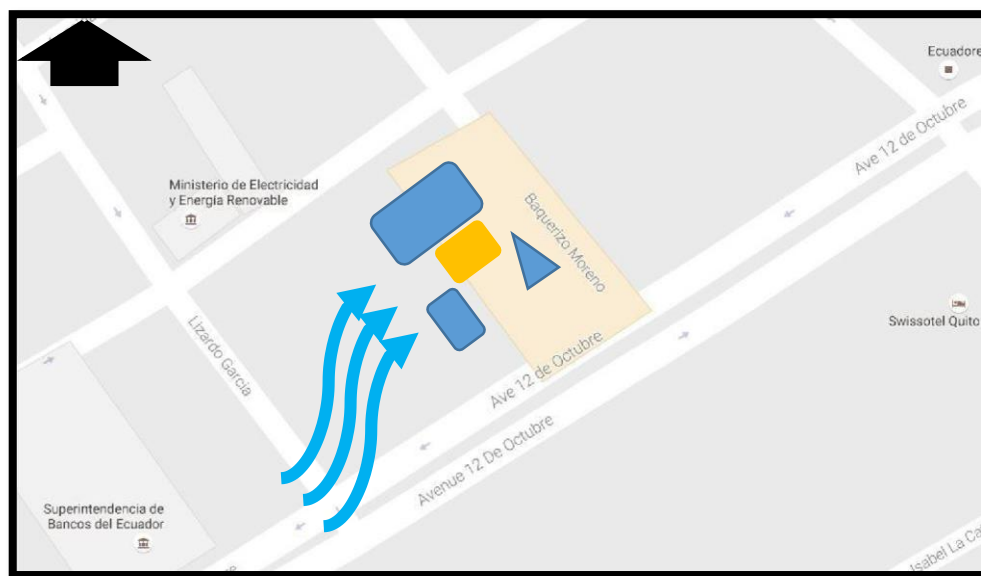 Ecuadore
Ave 12 de Octubre
Ministerio de Electricidad
y Energía Renovable
Baquerizo Moreno
Swissotel Quito
Lizardo Garcia
Ave 12 de Octubre
Avenue 12 De Octubre
Superintendencia de
Bancos del Ecuador
Isabel La Ca